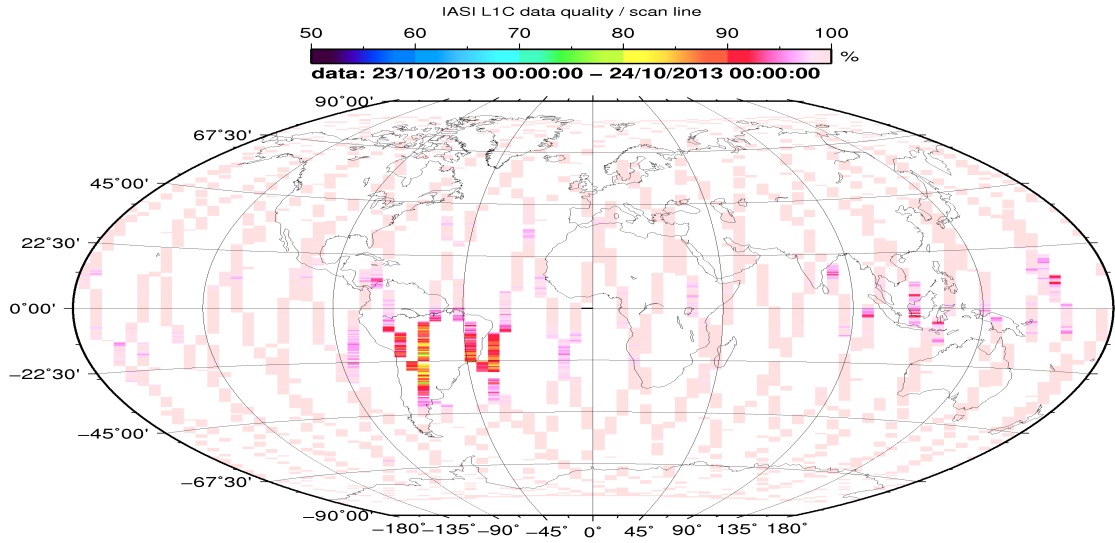 IASI L1C data quality / scan line
50 60 70 80 90 100
%
data: 23/10/2013 00:00:00 − 24/10/2013 00:00:00
90˚00'
67˚30'
45˚00'
22˚30'
0˚00'
−22˚30'
−45˚00'
−67˚30'
−90˚00'
−180˚ −135˚ −90˚ −45˚ 0˚ 45˚ 90˚ 135˚ 180˚